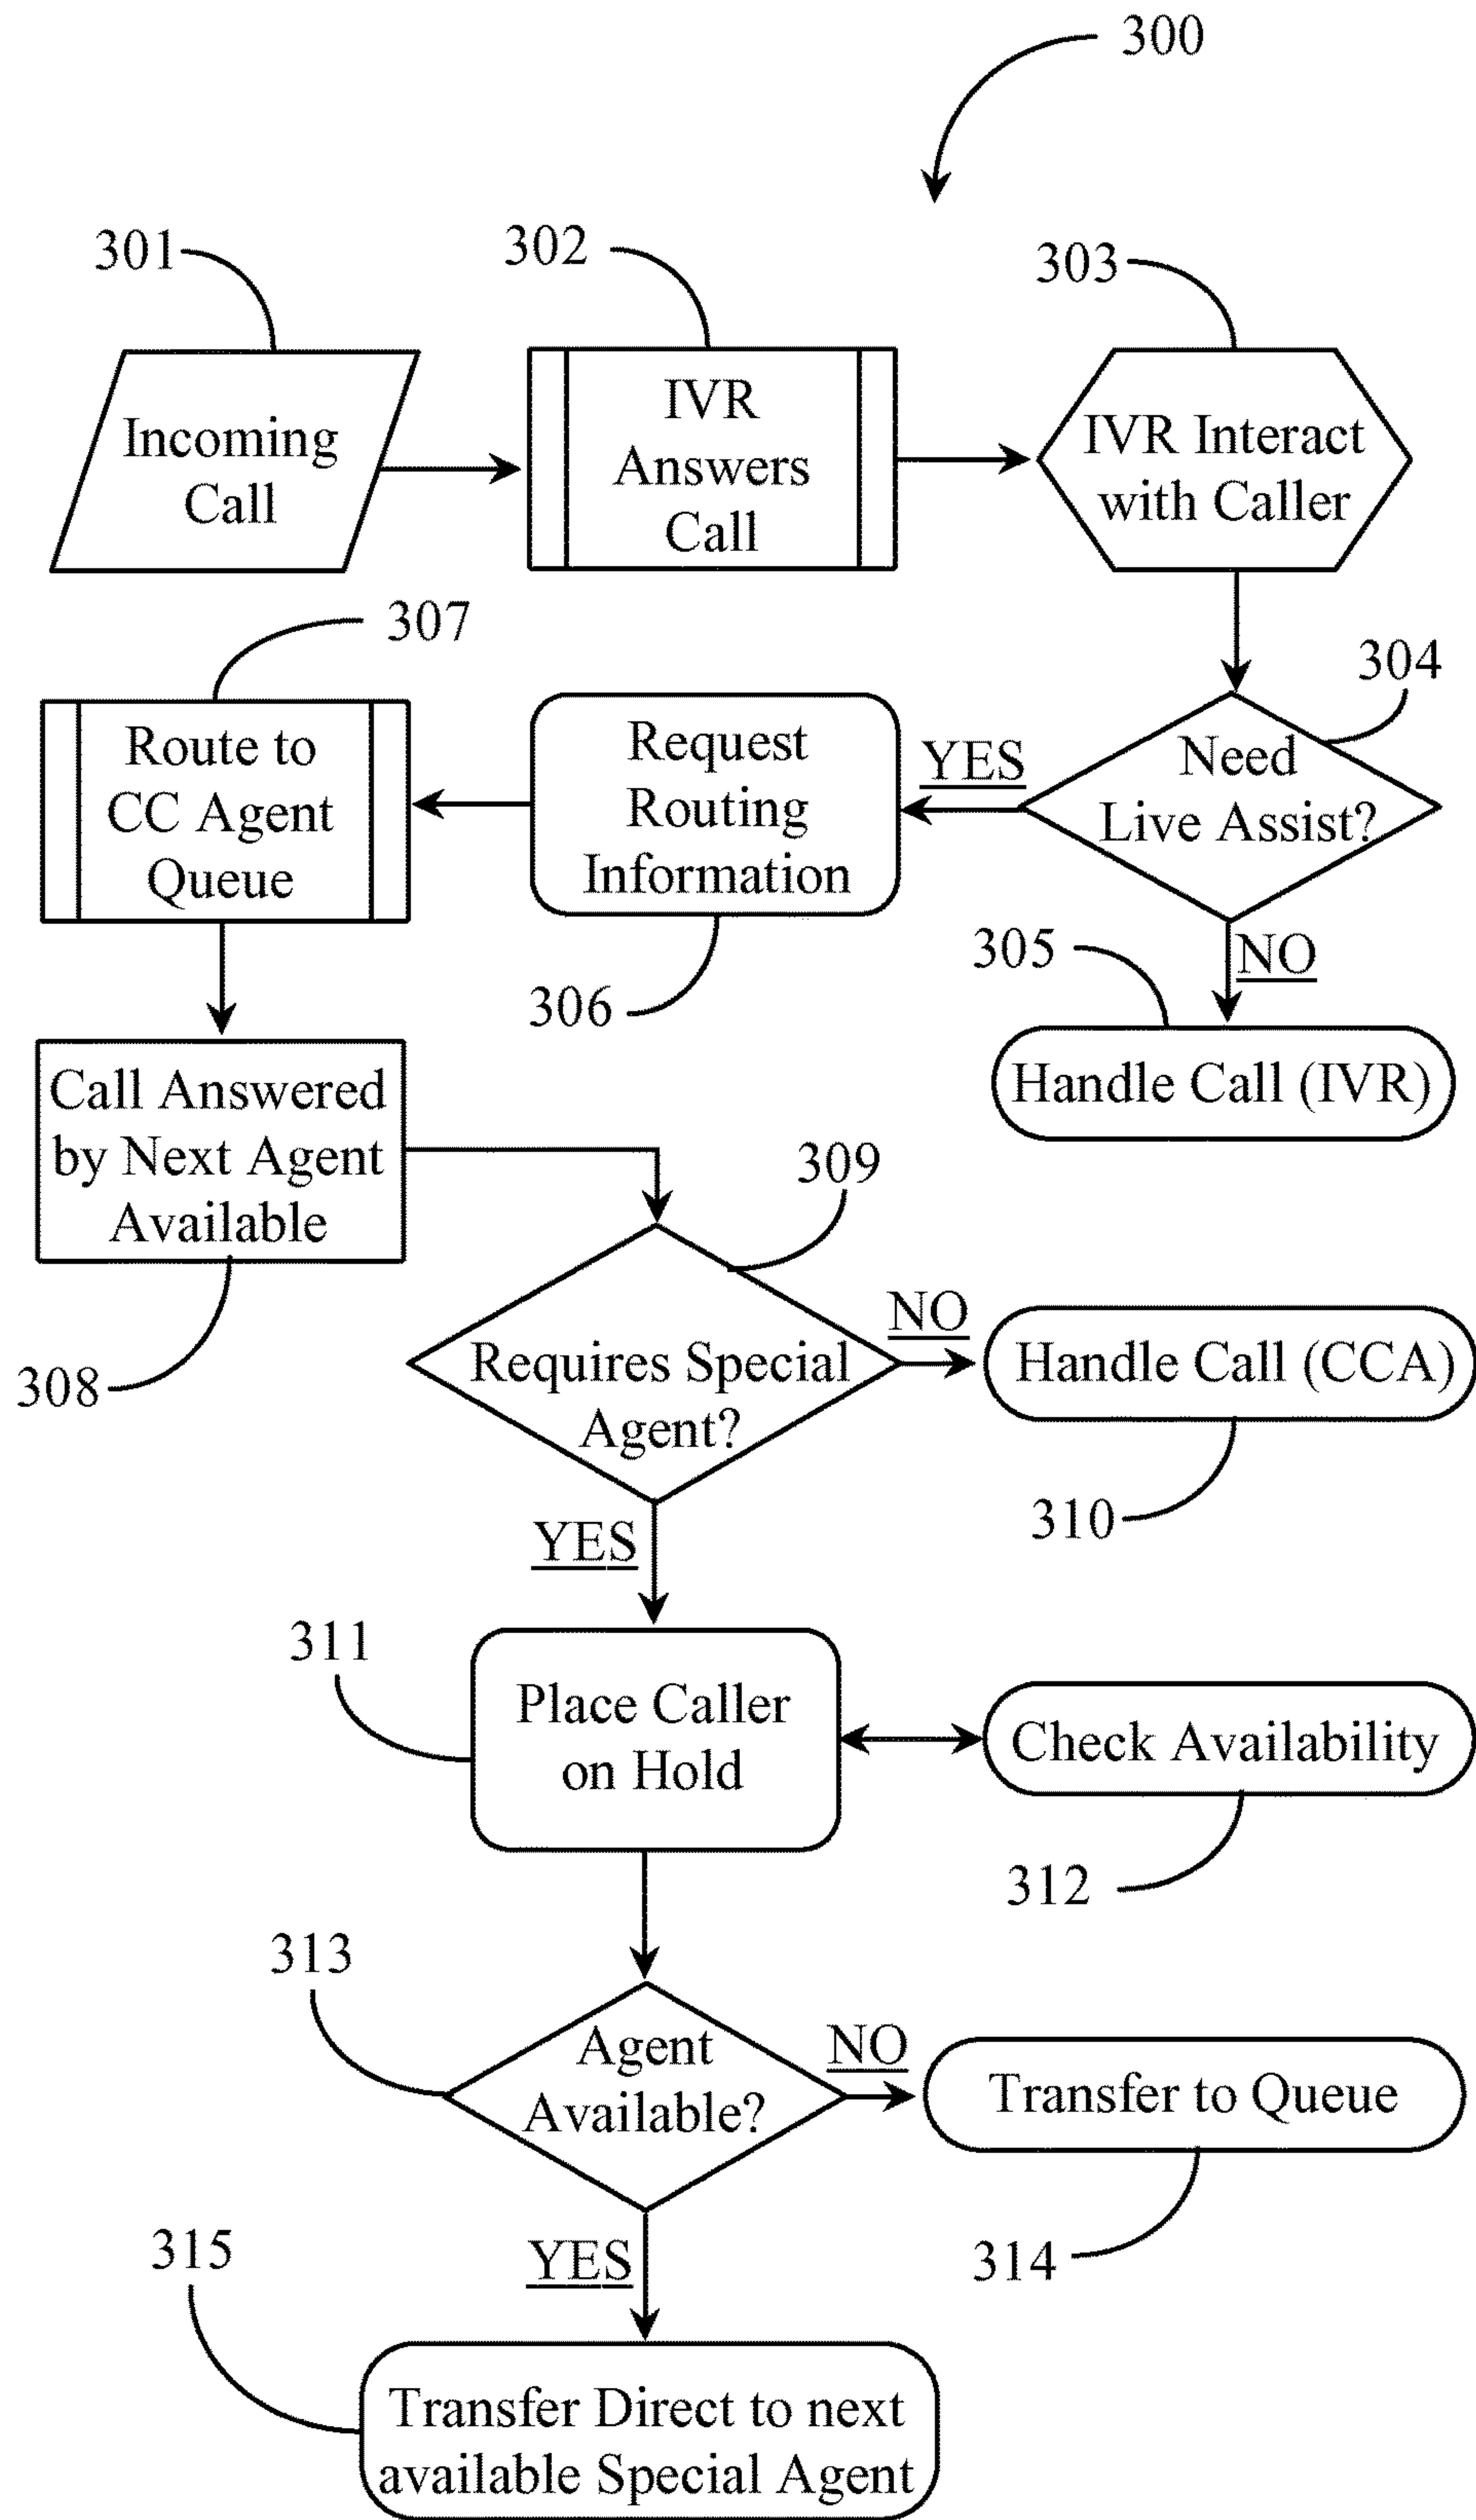 300
301
302
303
Incoming
Call
IVR
Answers
Call
IVR Interact
with Caller
304
Need
Live Assist?
YES
NO
305
Handle Call (IVR)
Request
Routing
Information
306
307
Route to
CC Agent
Queue
Call Answered
by Next Agent
Available
308
309
Requires Special
Agent?
NO
Handle Call (CCA)
310
YES
311
Place Caller
on Hold
Check Availability
312
313
Agent
Available?
NO
Transfer to Queue
314
YES
315
Transfer Direct to next
available Special Agent